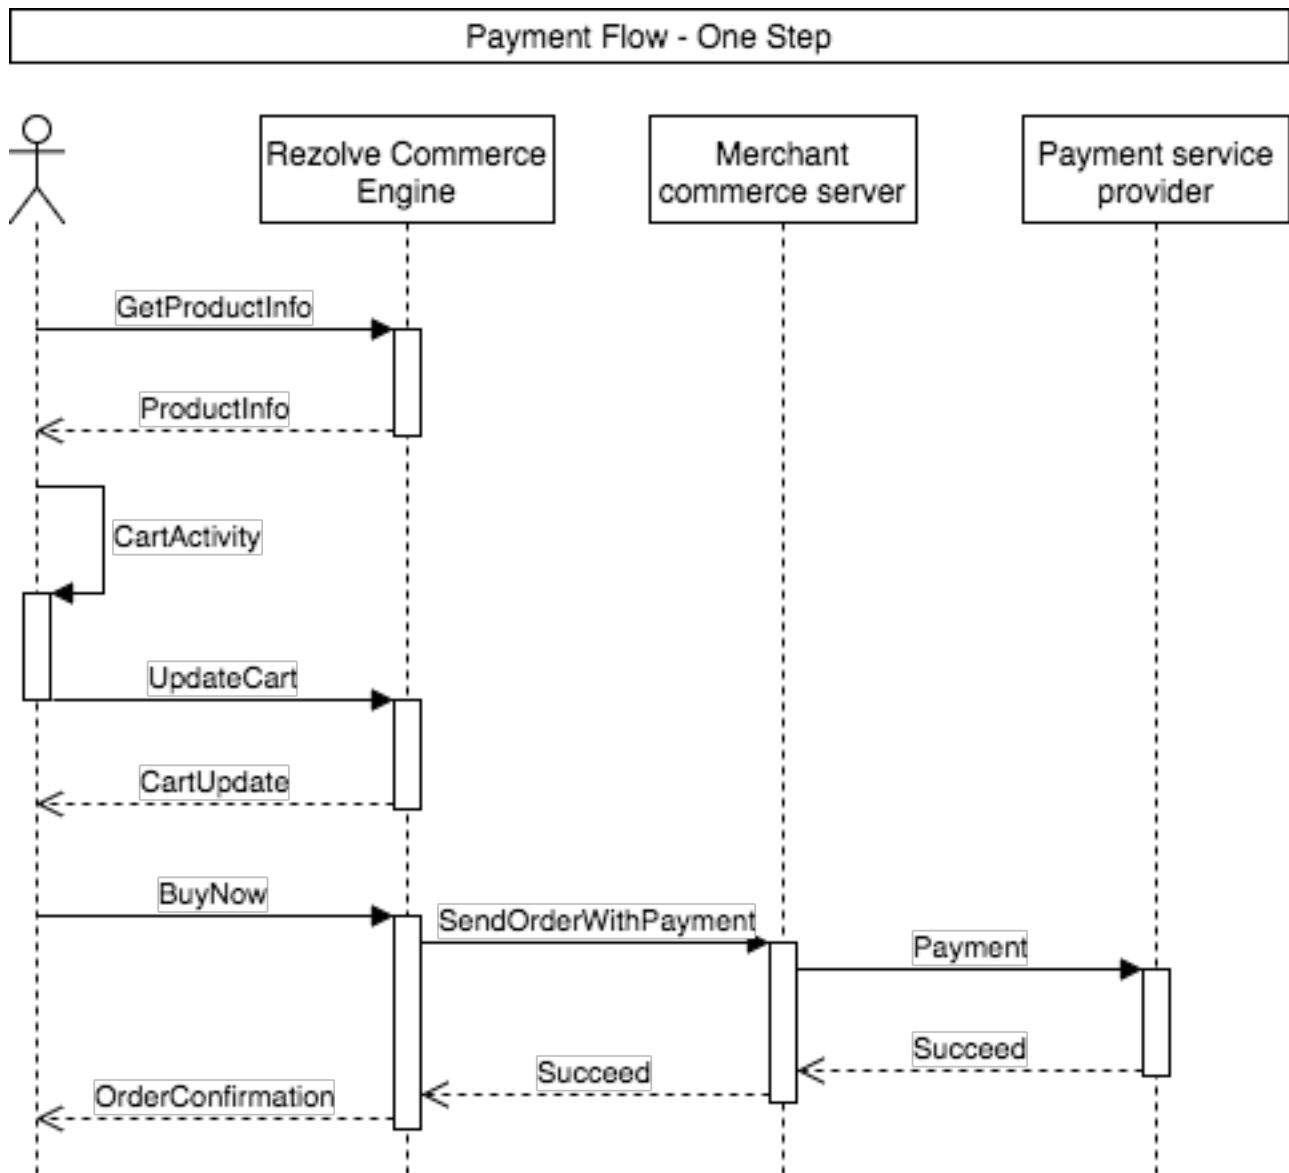 Payment Flow - One Step
Rezolve Commerce
Engine
Merchant
commerce server
Payment service
provider
GetProductInfo
ProductInfo
CartActivity
UpdateCart
CartUpdate
BuyNow
SendOrderWithPayment
Payment
Succeed
Succeed
OrderConfirmation